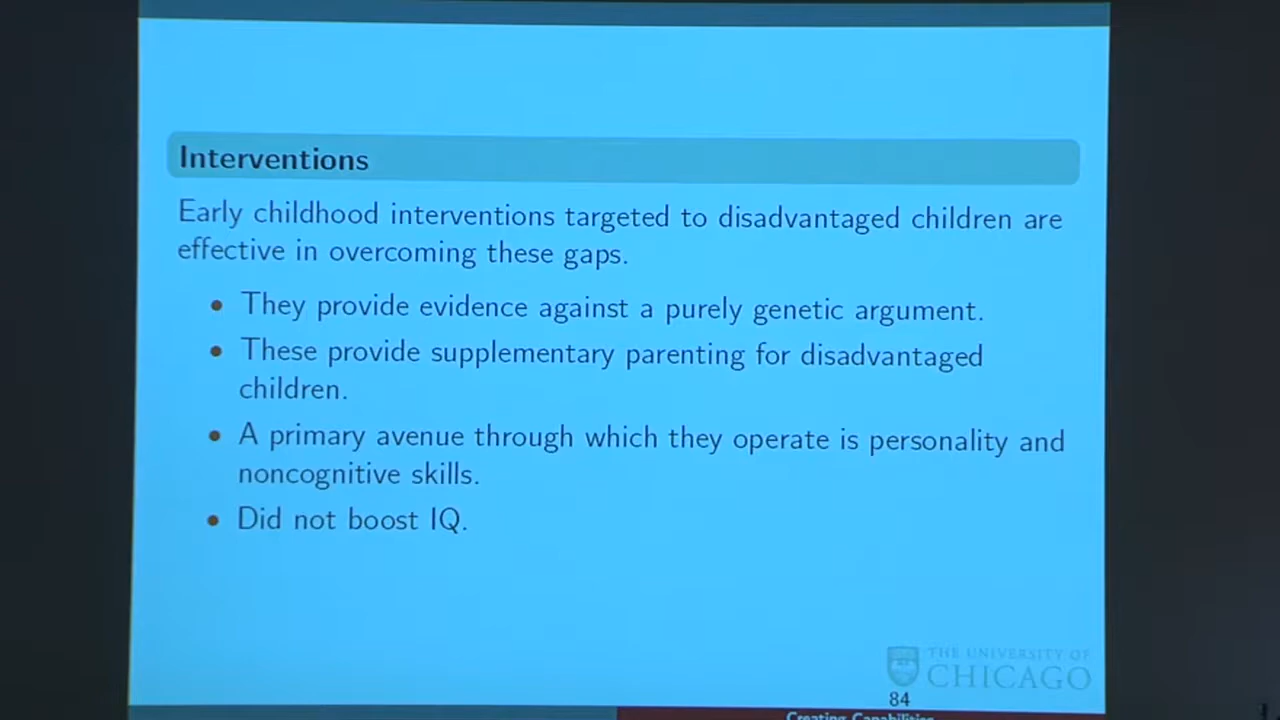 Interventions
Early childhood interventions targeted to disadvantaged children are
effective in overcoming these gaps.
• They provide evidence against a purely genetic argument.
• These provide supplementary parenting for disadvantaged
children.
• A primary avenue through which they operate is personality and
noncognitive skills.
• Did not boost IQ.
THE UNIVERSITY OF
CHICAGO
84
Creating Capabilities